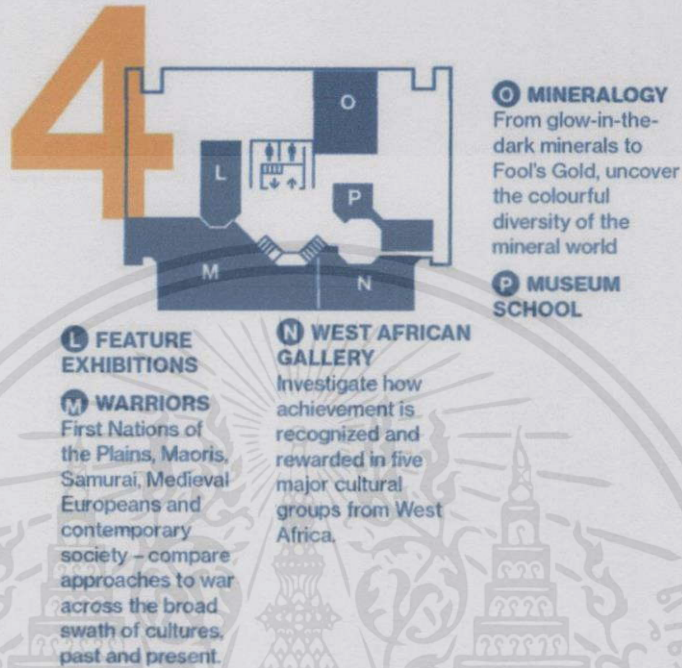 4
O
L
P
M
N
O MINERALOGY
From glow-in-the-
dark minerals to
Fool's Gold, uncover
the colourful
diversity of the
mineral world
P MUSEUM
SCHOOL
L FEATURE
EXHIBITIONS
M WARRIORS
First Nations of
the Plains, Maoris,
Samurai, Medieval
Europeans and
contemporary
society – compare
approaches to war
across the broad
swath of cultures,
past and present.
N WEST AFRICAN
GALLERY
Investigate how
achievement is
recognized and
rewarded in five
major cultural
groups from West
Africa.